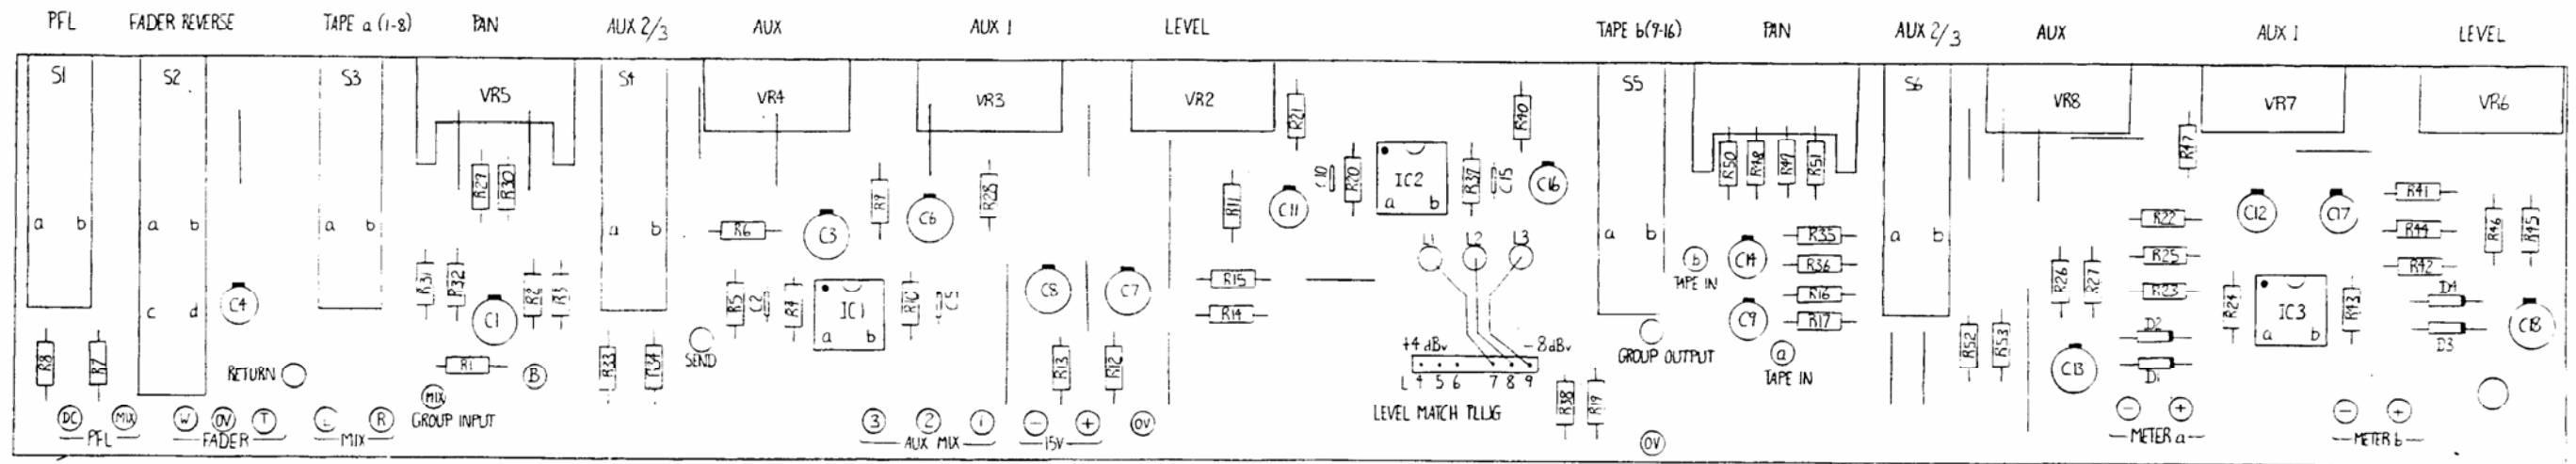 PFL FADER REVERSE TAPE a (1-8) PAN AUX 2/3 AUX AUX 1 LEVEL TAPE b(9-16) PAN AUX 2/3 AUX AUX 1 LEVEL
S1 S2 S3 VR5 S4 VR4 VR3 VR2 R21 R40 S5 S6 VR8 VR7 VR6
R29 R30 R9 R28 C10 R20 IC2 a b R39 C15 C16 R50 R48 R49 R51 R47
a b a b a b a b R6 C3 C6 R11 C11 a b a b R22 C12 C17 R41 R44 R46 R45
L1 L2 L3 R35 R25
R31 R32 R2 R3 R5 C2 R4 R10 C5 C8 C7 R15 b C14 R36 R26 R27 R42
TAPE IN R16 R23 R24 R43 D4
c d C4 C1 IC1 R14 C9 R17 IC3 C18
a b D2 a b D3
R8 R7 R1 R33 R34 SEND R13 R12 +4 dBv -8dBv GROUP OUTPUT a R52 R53 C13 D1
RETURN B L 4 5 6 7 8 9 TAPE IN
MIX R38 R19
DC MIX W 0V T L R GROUP INPUT 3 2 1 - + 0V LEVEL MATCH PLUG - + - +
PFL FADER MIX AUX MIX 15V 0V METER a METER b